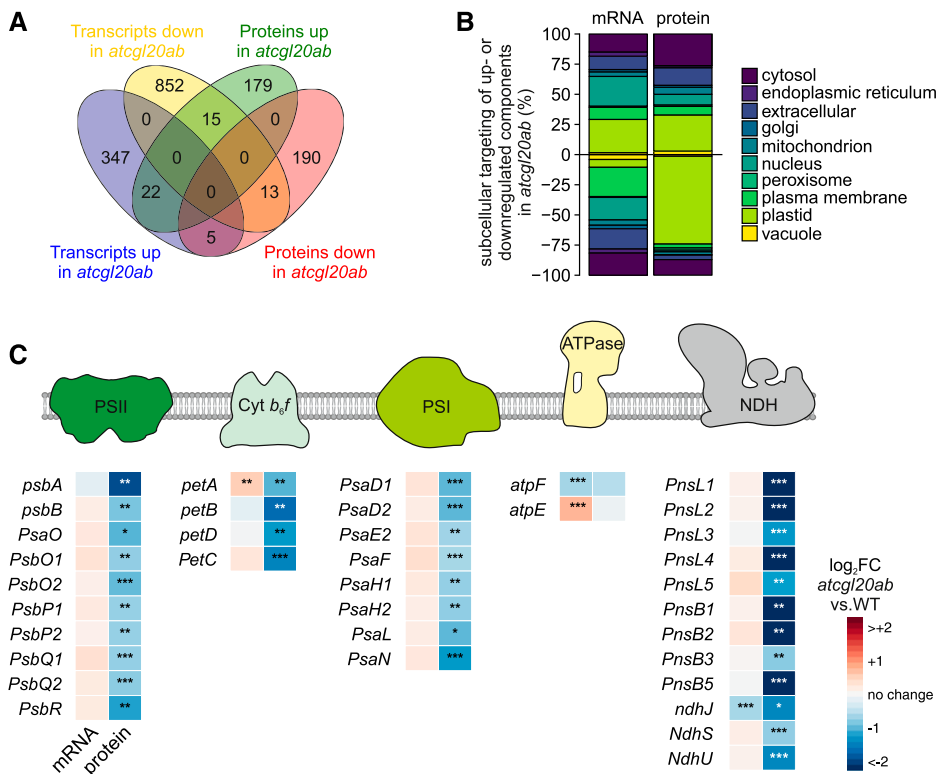 A
Transcripts down
in atcgl20ab
Proteins up
in atcgl20ab
852
179
0
15
0
347
0
0
190
22
0
13
5
Transcripts up
in atcgl20ab
Proteins down
in atcgl20ab
B
mRNA
protein
subcellular targeting of up- or
downregulated components
in atcgl20ab (%)
100
75
50
25
0
−25
−50
−75
−100
cytosol
endoplasmic reticulum
extracellular
golgi
mitochondrion
nucleus
peroxisome
plasma membrane
plastid
vacuole
C
PSII
Cyt b6f
PSI
ATPase
NDH
psbA **
psbB **
PsaO *
PsbO1 **
PsbO2 ***
PsbP1 **
PsbP2 **
PsbQ1 ***
PsbQ2 ***
PsbR **
mRNA
protein
petA ** **
petB **
petD **
PetC ***
PsaD1 ***
PsaD2 ***
PsaE2 **
PsaF ***
PsaH1 **
PsaH2 **
PsaL *
PsaN ***
atpF ***
atpE ***
PnsL1 ***
PnsL2 ***
PnsL3 ***
PnsL4 ***
PnsL5 **
PnsB1 **
PnsB2 **
PnsB3 **
PnsB5 ***
ndhJ *** *
NdhS ***
NdhU ***
log2FC
atcgl20ab
vs.WT
>+2
+1
no change
-1
<-2